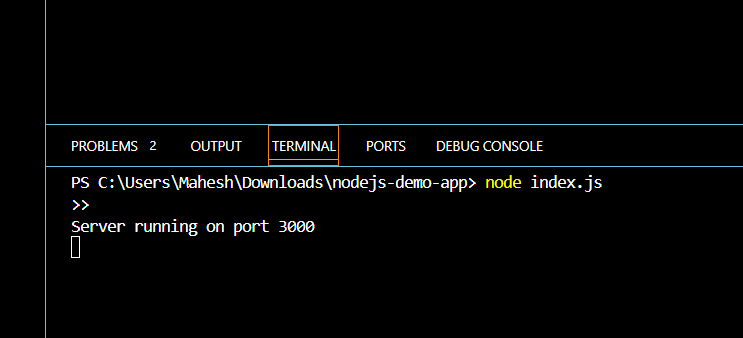 PROBLEMS 2 OUTPUT TERMINAL PORTS DEBUG CONSOLE
PS C:\Users\Mahesh\Downloads\nodejs-demo-app> node index.js
>>
Server running on port 3000